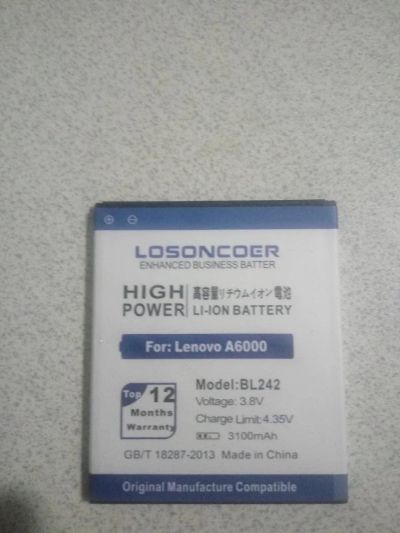 LOSONCOER
ENHANCED BUSINESS BATTER
HIGH POWER
高容量リチウムイオン電池
LI-ION BATTERY
For: Lenovo A6000
Top 12
Months
Warranty
Model:BL242
Voltage: 3.8V
Charge Limit: 4.35V
3100mAh
GB/T 18287-2013 Made in China
Original Manufacture Compatible